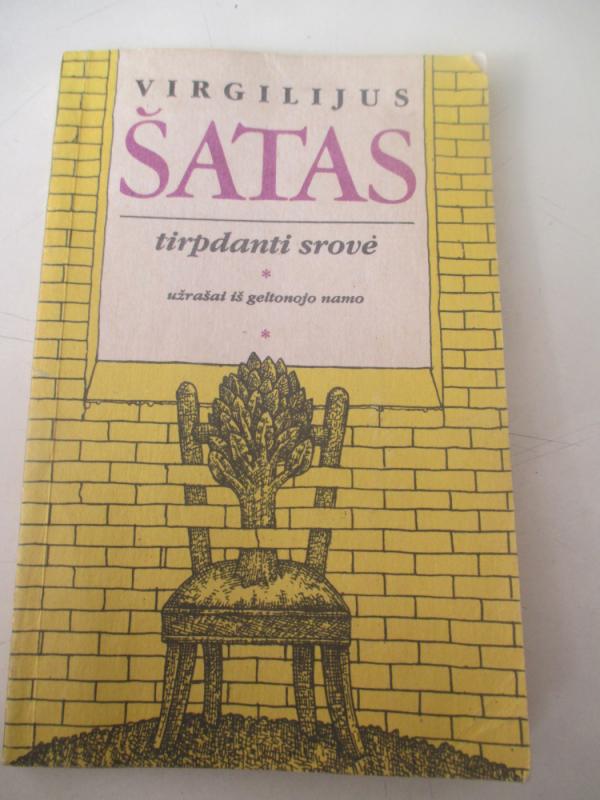 VIRGILIJUS
ŠATAS
tirpdanti srovė
*
užrašai iš geltonojo namo
*